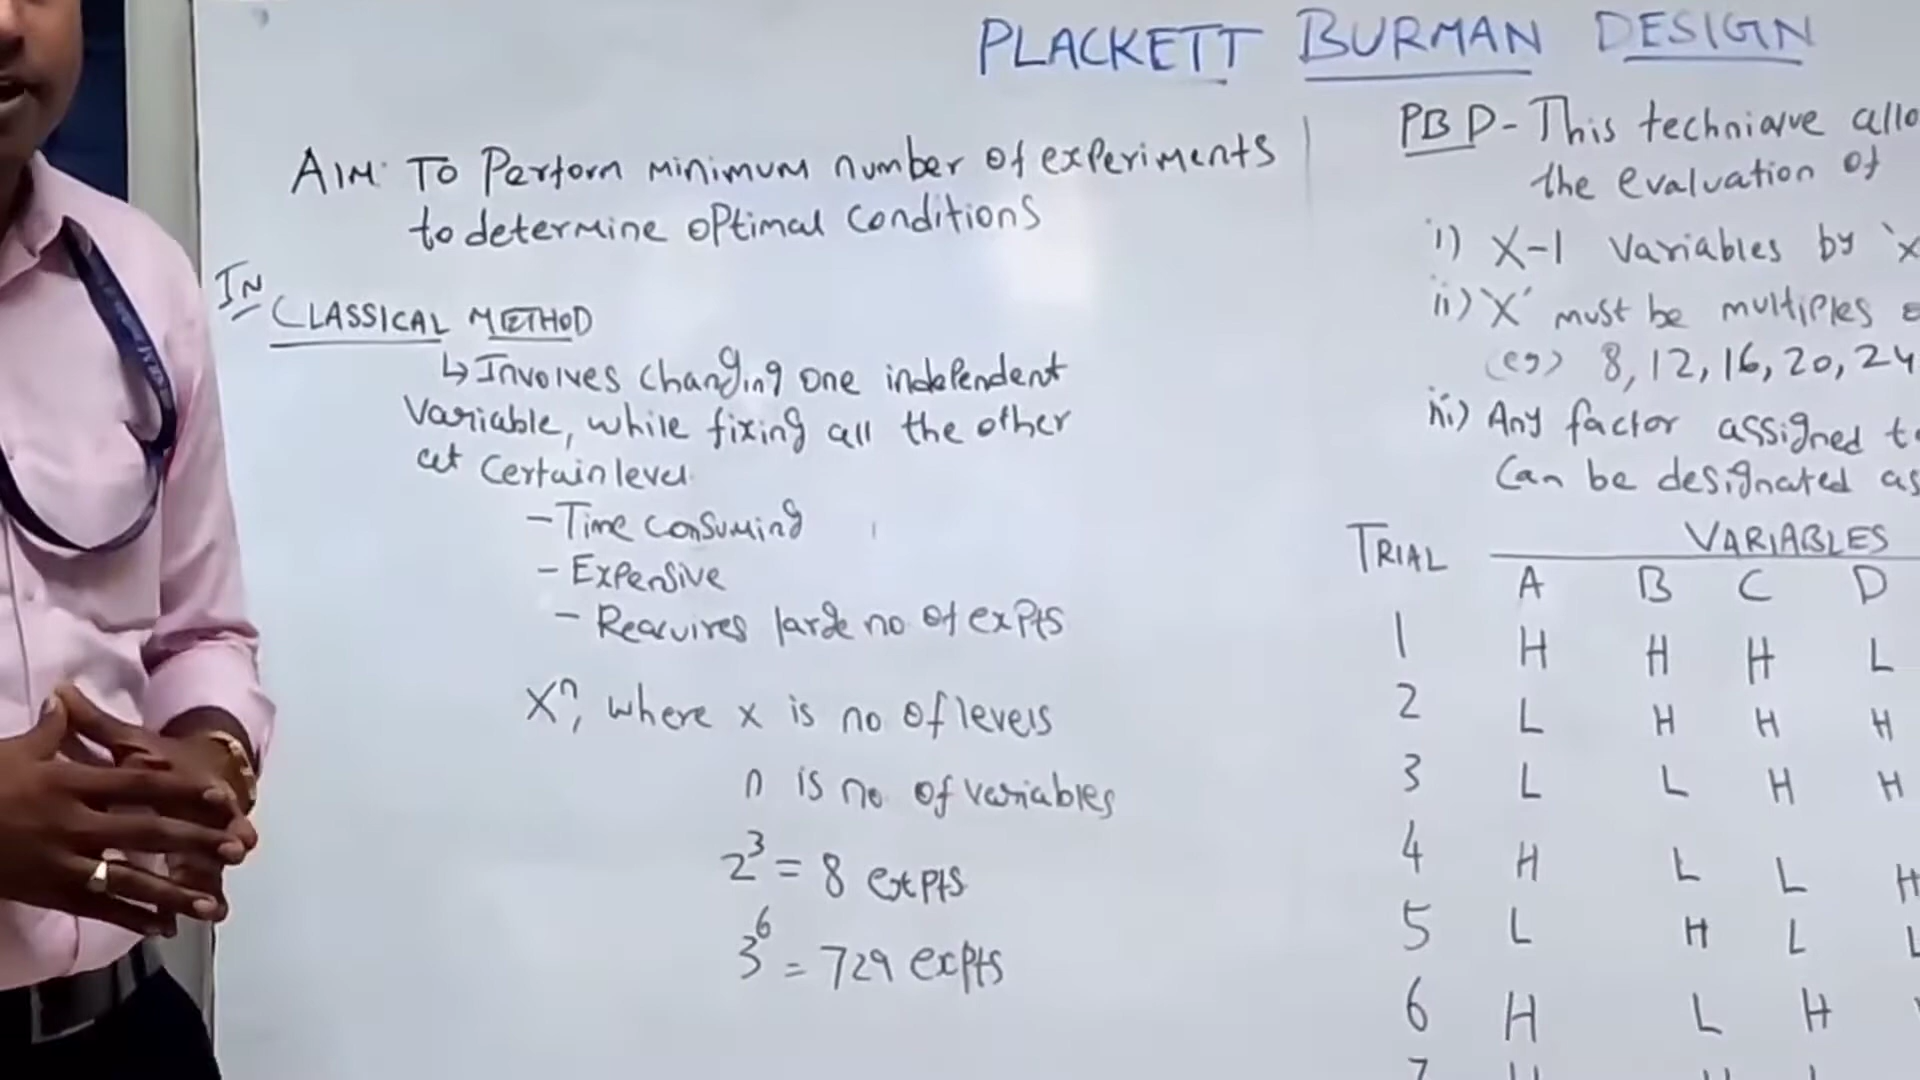 PLACKETT BURMAN DESIGN
AIM: To Perform minimum number of experiments
to determine optimal conditions
IN
CLASSICAL METHOD
↳ Involves changing one independent
Variable, while fixing all the other
at Certain level.
- Time consuming
- Expensive
- Requires large no of expts
Xⁿ, where x is no of levels
n is no of variables
2³ = 8 expts
3⁶ = 729 expts
PBD - This technique allo
the evaluation of
i) X-1 Variables by 'x
ii) X' must be multiples
(eg) 8, 12, 16, 20, 24
iii) Any factor assigned t
Can be designated as
TRIAL VARIABLES
A B C D
1 H H H L
2 L H H H
3 L L H H
4 H L L H
5 L H L L
6 H L H
7